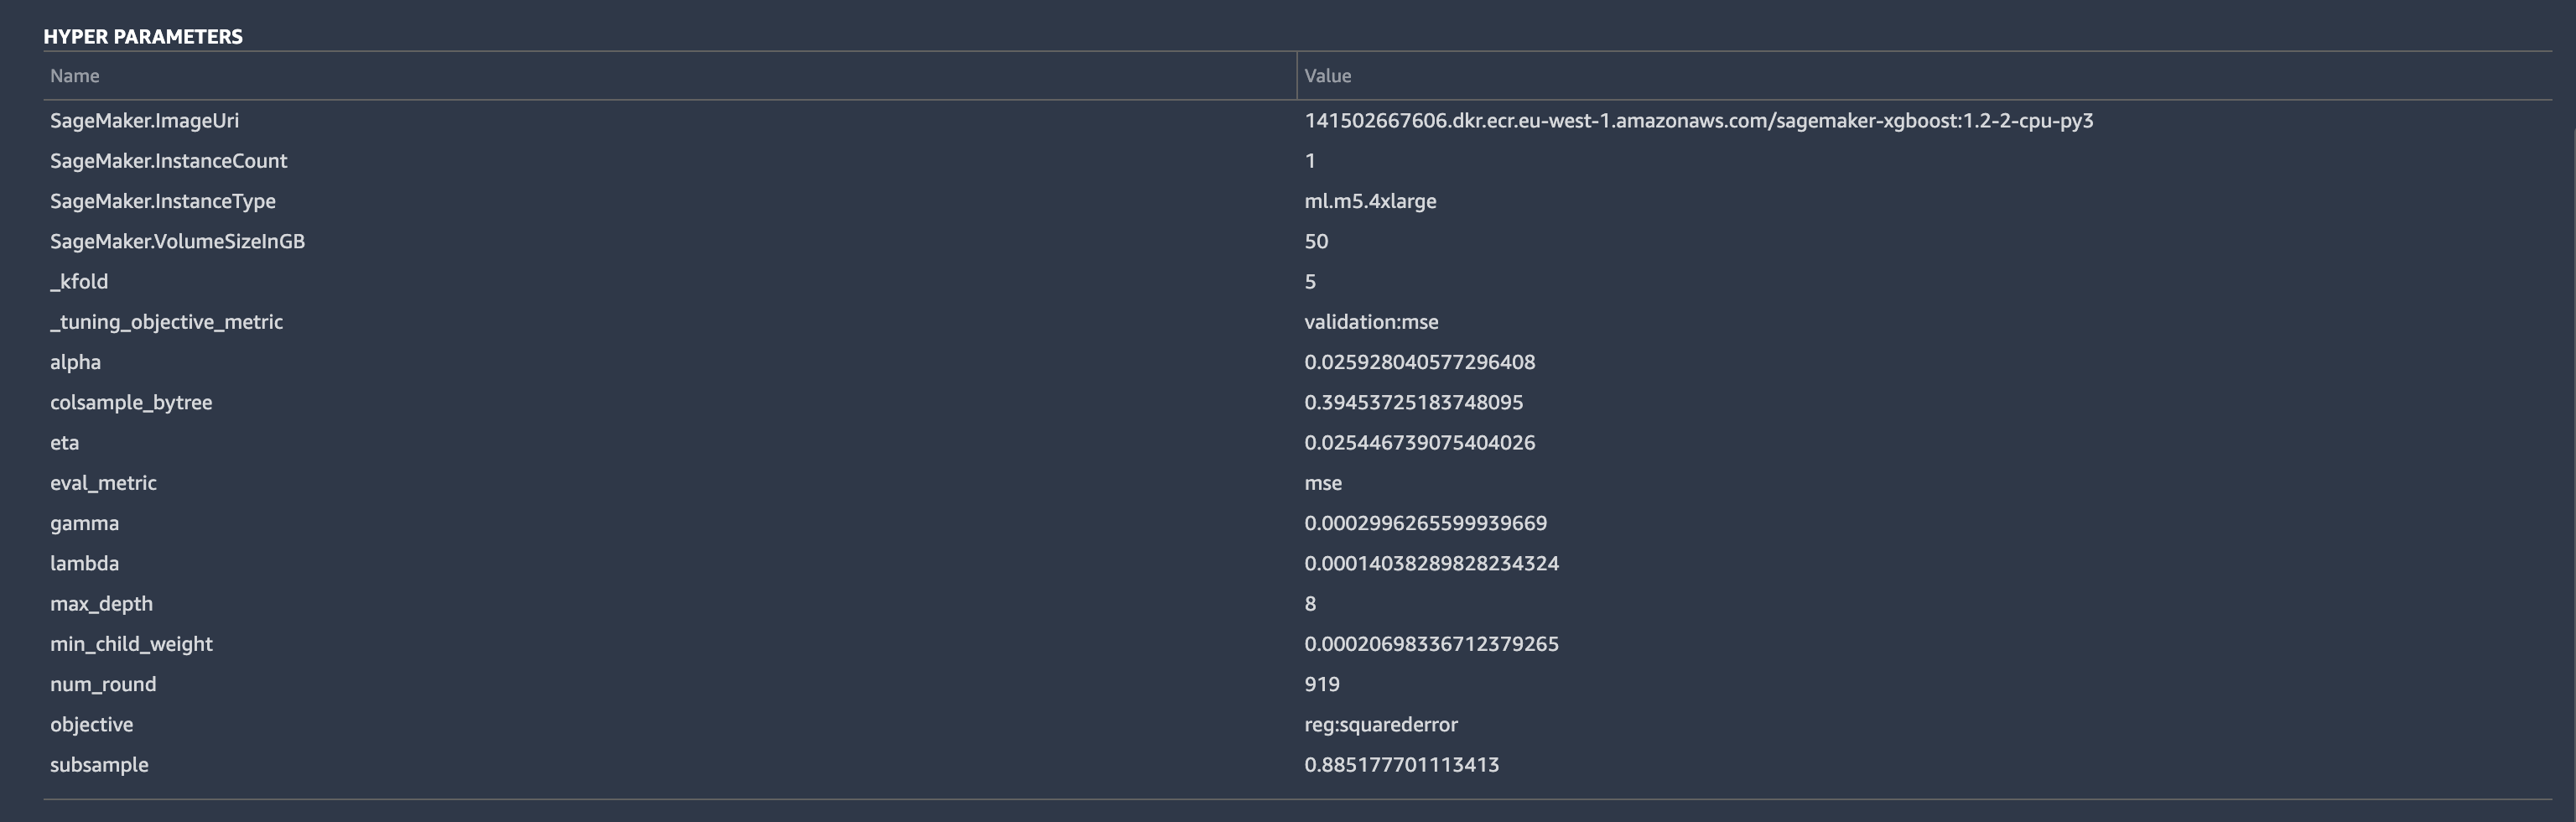 HYPER PARAMETERS
Name Value
SageMaker.ImageUri 141502667606.dkr.ecr.eu-west-1.amazonaws.com/sagemaker-xgboost:1.2-2-cpu-py3
SageMaker.InstanceCount 1
SageMaker.InstanceType ml.m5.4xlarge
SageMaker.VolumeSizeInGB 50
_kfold 5
_tuning_objective_metric validation:mse
alpha 0.025928040577296408
colsample_bytree 0.39453725183748095
eta 0.025446739075404026
eval_metric mse
gamma 0.0002996265599939669
lambda 0.00014038289828234324
max_depth 8
min_child_weight 0.00020698336712379265
num_round 919
objective reg:squarederror
subsample 0.885177701113413